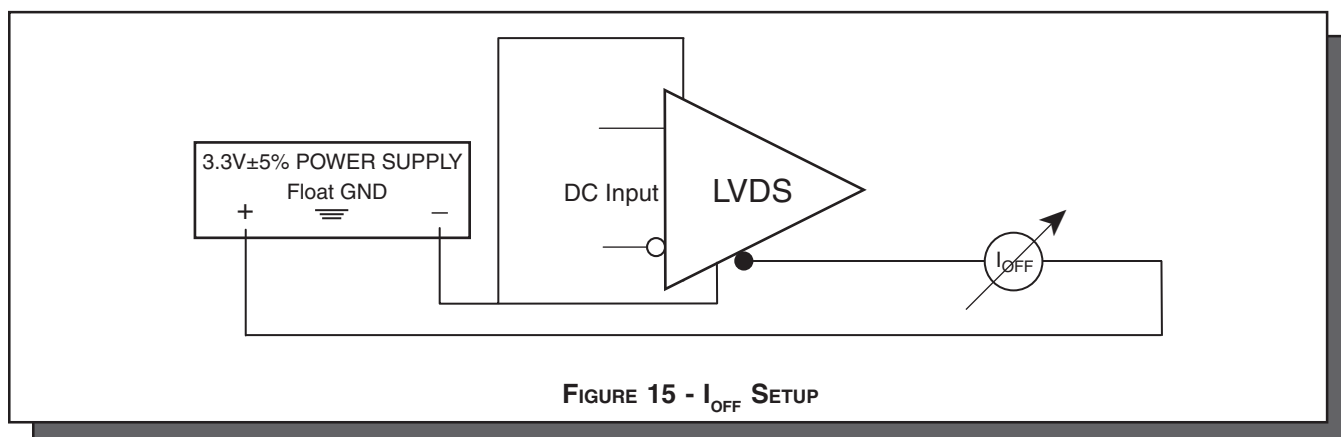 3.3V±5% POWER SUPPLY
Float GND
+ −
DC Input
LVDS
IOFF
FIGURE 15 - IOFF SETUP